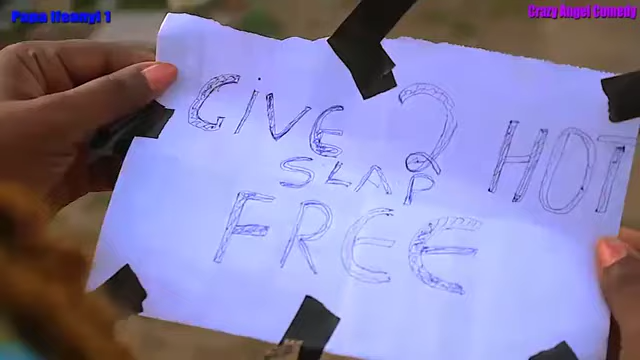 Papa Ifeanyi 1
Crazy Angel Comedy
GIVE 2 HOT
SLAP
FREE